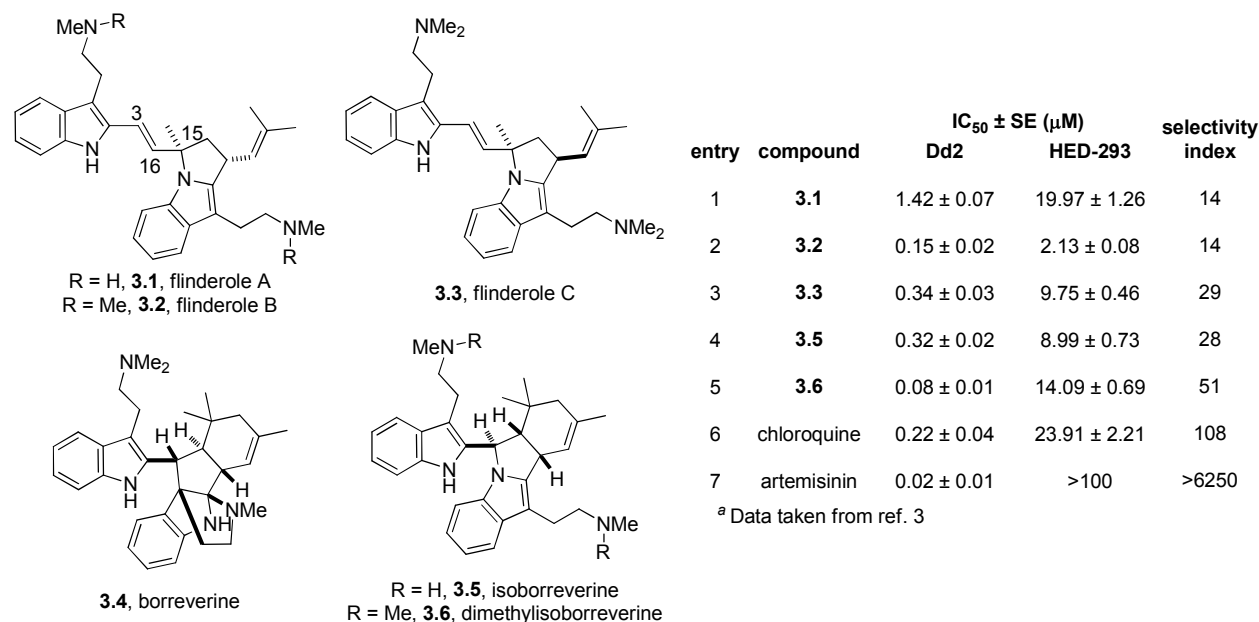 R
MeN
3
15
16
N
H
N
NMe
R
R = H, 3.1, flinderole A
R = Me, 3.2, flinderole B
NMe2
N
H
N
NMe2
3.3, flinderole C
NMe2
H
H
N
H
H
NMe
NH
3.4, borreverine
MeN
R
H
H
N
H
H
N
NMe
R
R = H, 3.5, isoborreverine
R = Me, 3.6, dimethylisoborreverine
IC50 ± SE (μM) selectivity
entry compound Dd2 HED-293 index
1 3.1 1.42 ± 0.07 19.97 ± 1.26 14
2 3.2 0.15 ± 0.02 2.13 ± 0.08 14
3 3.3 0.34 ± 0.03 9.75 ± 0.46 29
4 3.5 0.32 ± 0.02 8.99 ± 0.73 28
5 3.6 0.08 ± 0.01 14.09 ± 0.69 51
6 chloroquine 0.22 ± 0.04 23.91 ± 2.21 108
7 artemisinin 0.02 ± 0.01 >100 >6250
a Data taken from ref. 3